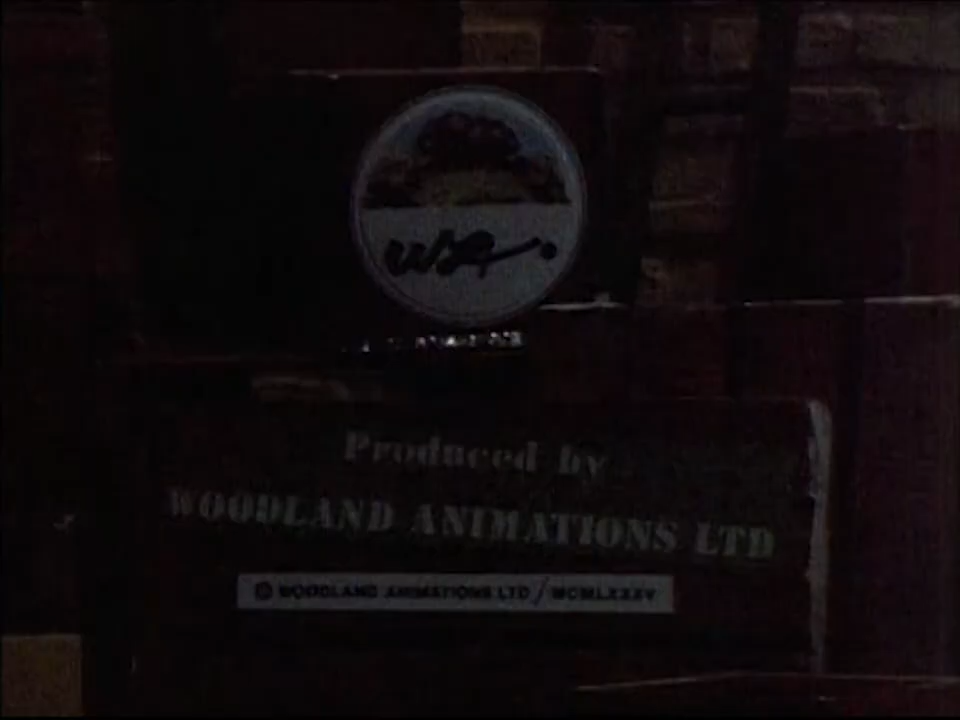 Produced by
WOODLAND ANIMATIONS LTD
© WOODLAND ANIMATIONS LTD / MCMLXXXV